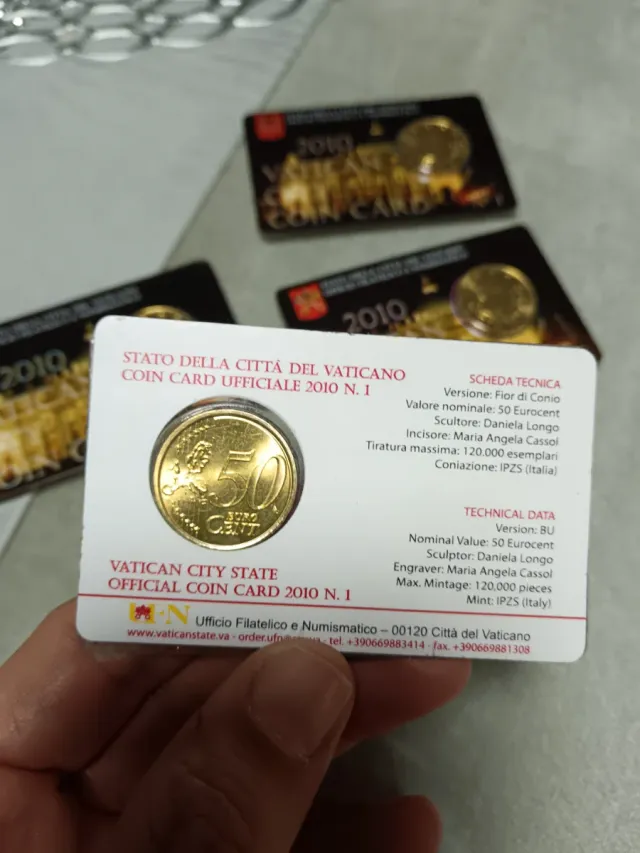 2010
VATICAN
COIN CARD
2010
2010
COIN CARD
STATO DELLA CITTÀ DEL VATICANO
COIN CARD UFFICIALE 2010 N. 1
50
EURO
CENT
VATICAN CITY STATE
OFFICIAL COIN CARD 2010 N. 1
SCHEDA TECNICA
Versione: Fior di Conio
Valore nominale: 50 Eurocent
Scultore: Daniela Longo
Incisore: Maria Angela Cassol
Tiratura massima: 120.000 esemplari
Coniazione: IPZS (Italia)
TECHNICAL DATA
Version: BU
Nominal Value: 50 Eurocent
Sculptor: Daniela Longo
Engraver: Maria Angela Cassol
Max. Mintage: 120,000 pieces
Mint: IPZS (Italy)
Ufficio Filatelico e Numismatico – 00120 Città del Vaticano
www.vaticanstate.va - tel. +390669883414 - fax. +390669881308